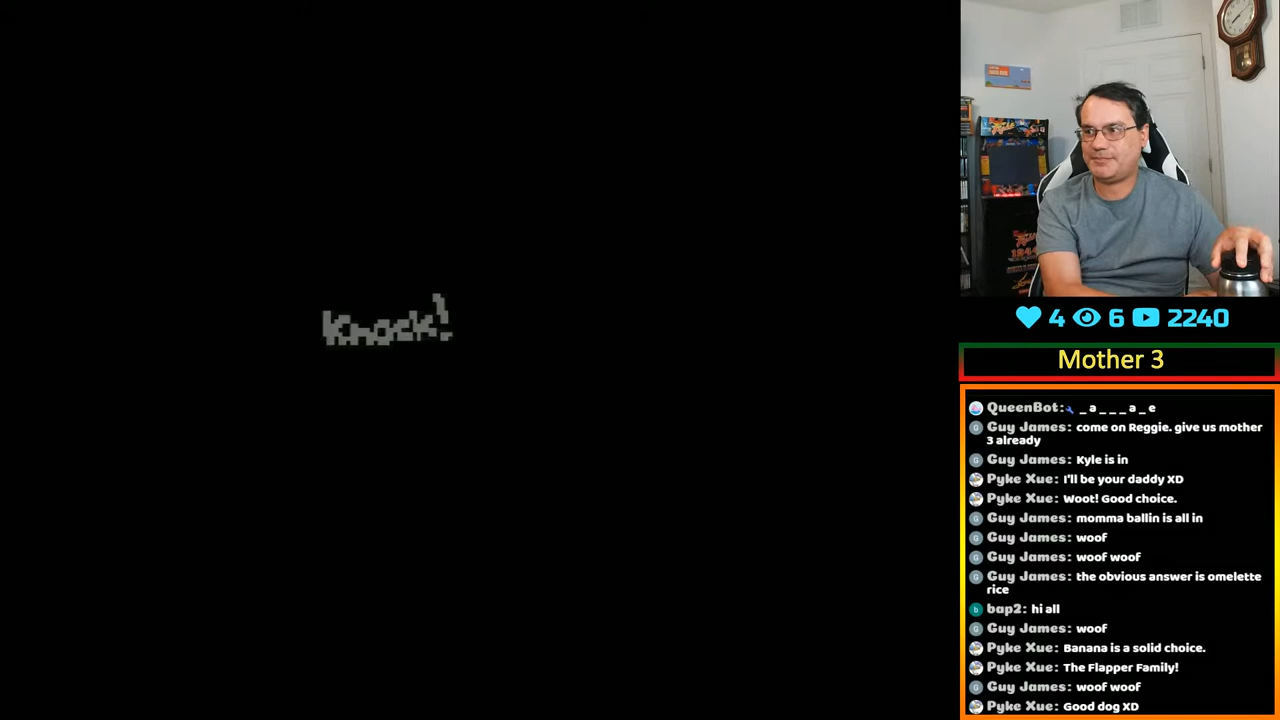 Knock!
4 6 2240
Mother 3
QueenBot: _ a _ _ _ a _ e
Guy James: come on Reggie. give us mother
3 already
Guy James: Kyle is in
Pyke Xue: I'll be your daddy XD
Pyke Xue: Woot! Good choice.
Guy James: momma ballin is all in
Guy James: woof
Guy James: woof woof
Guy James: the obvious answer is omelette
rice
bap2: hi all
Guy James: woof
Pyke Xue: Banana is a solid choice.
Pyke Xue: The Flapper Family!
Guy James: woof woof
Pyke Xue: Good dog XD